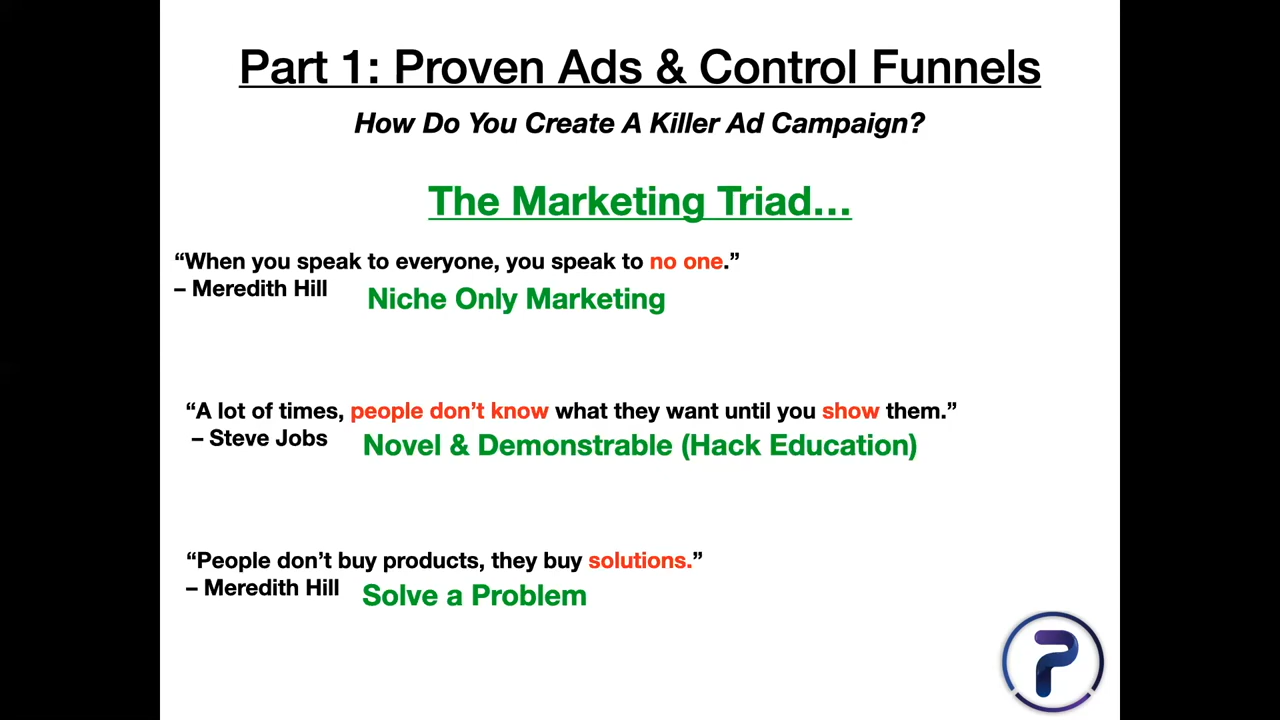 Part 1: Proven Ads & Control Funnels
How Do You Create A Killer Ad Campaign?
The Marketing Triad...
“When you speak to everyone, you speak to no one.”
– Meredith Hill
Niche Only Marketing
“A lot of times, people don’t know what they want until you show them.”
– Steve Jobs
Novel & Demonstrable (Hack Education)
“People don’t buy products, they buy solutions.”
– Meredith Hill
Solve a Problem
P